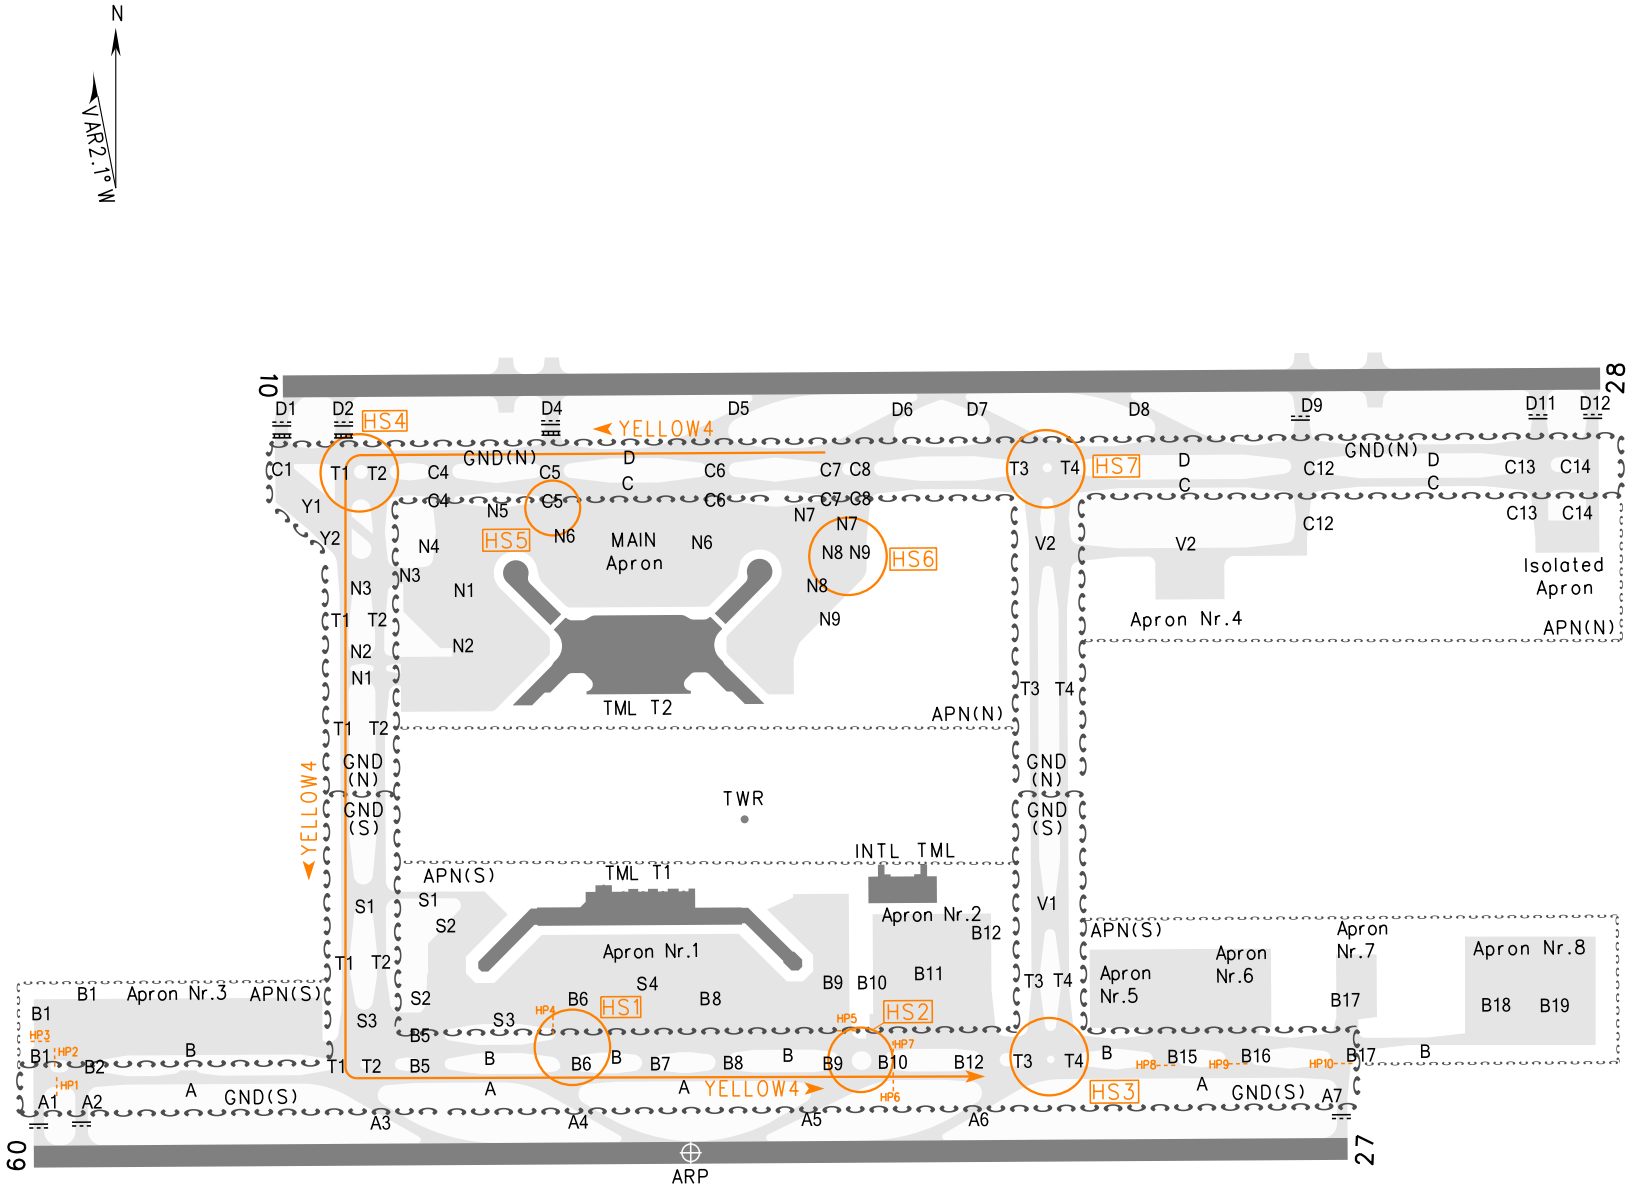 N
VAR2.1° W
10
28
D1
D2
HS4
D4
YELLOW4
D5
D6
D7
D8
D9
D11
D12
C1
T1
T2
C4
GND(N)
C5
D
C
C6
C7
C8
T3
T4
HS7
D
C
C12
GND(N)
D
C
C13
C14
Y1
C4
N5
C5
C6
C7
C8
N7
N7
C12
C13
C14
Y2
N4
HS5
N6
MAIN
Apron
N6
N8
N9
HS6
V2
V2
Isolated
Apron
N3
N3
N1
N8
T1
T2
N9
Apron Nr.4
APN(N)
N2
N2
N1
T3
T4
TML T2
APN(N)
T1
T2
YELLOW4
GND
(N)
GND
(N)
GND
(S)
TWR
GND
(S)
INTL TML
APN(S)
TML T1
S1
S1
S2
Apron Nr.2
B12
V1
APN(S)
Apron
Nr.7
Apron Nr.8
Apron
Nr.6
Apron Nr.1
T1
T2
S4
B9
B10
B11
T3
T4
Apron
Nr.5
B17
B18
B19
B1
Apron Nr.3
APN(S)
S2
B6
B8
B1
S3
S3
HP4
HS1
HP5
HS2
HP3
B5
HP7
B1
HP2
B2
B
T1
T2
B5
B
B6
B
B7
B8
B
B9
B10
B12
T3
T4
B
HP8
B15
HP9
B16
HP10
B17
B
HP1
A1
A2
A
GND(S)
A
A
YELLOW4
HP6
HS3
A
GND(S)
A7
A3
A4
A5
A6
09
27
ARP